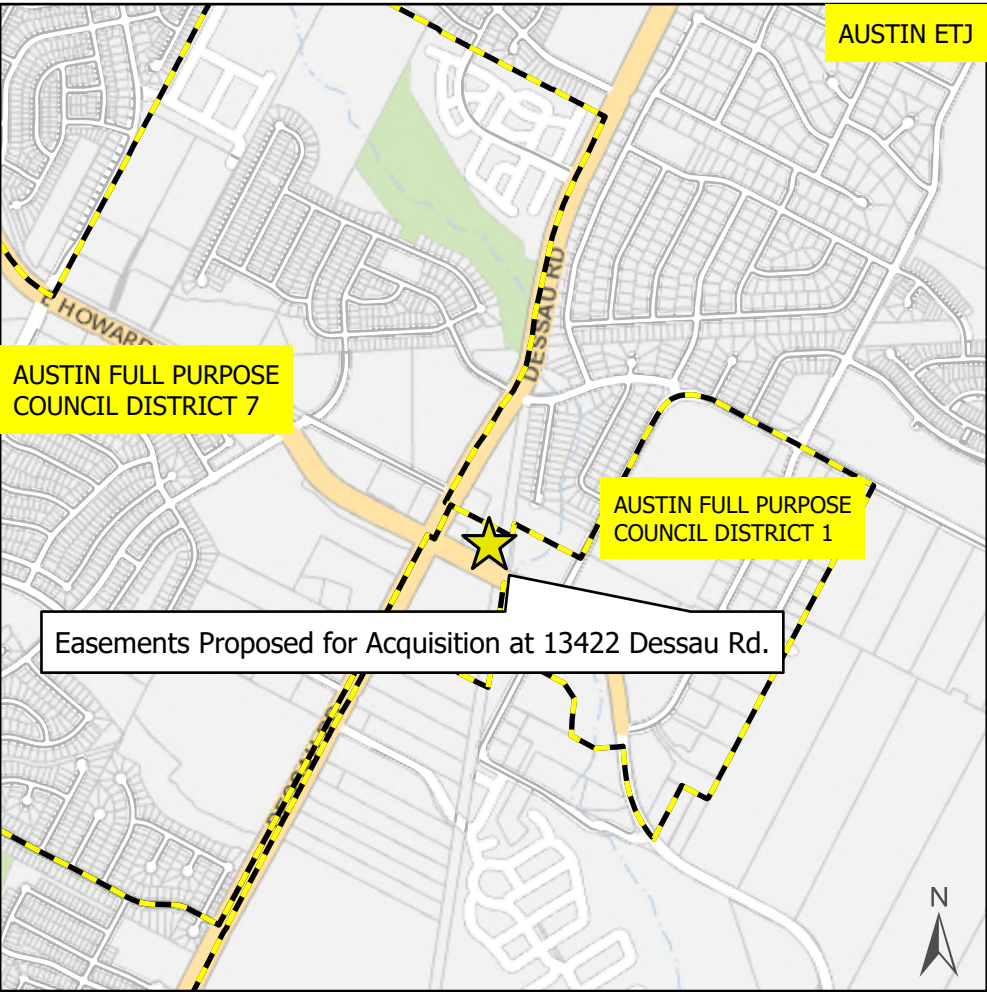 AUSTIN ETJ
DESSAU RD
E HOWARD
AUSTIN FULL PURPOSE
COUNCIL DISTRICT 7
AUSTIN FULL PURPOSE
COUNCIL DISTRICT 1
Easements Proposed for Acquisition at 13422 Dessau Rd.
N